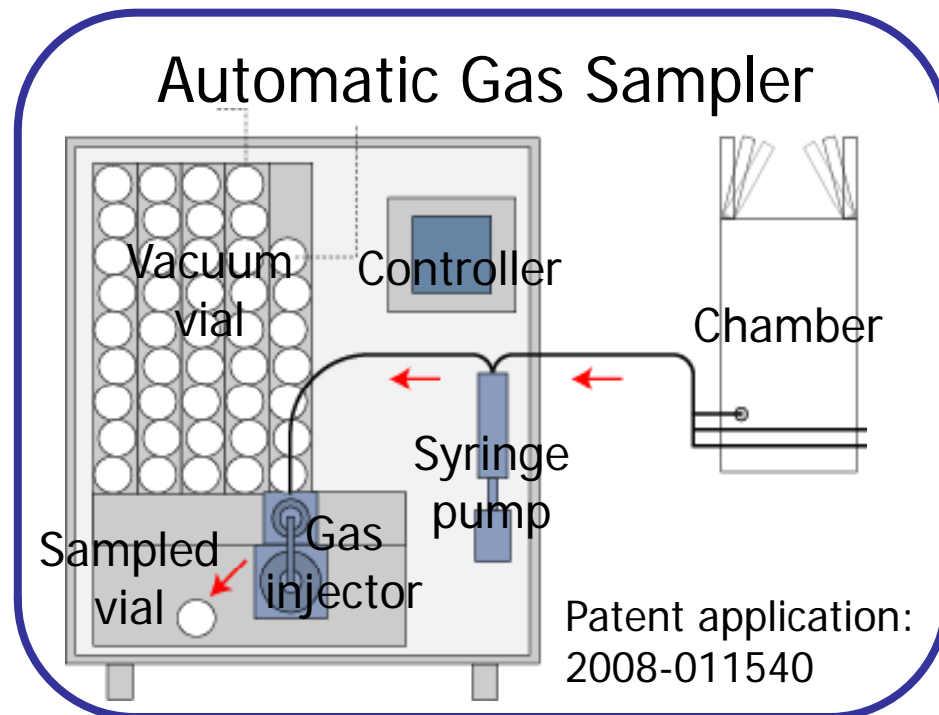 Automatic Gas Sampler
Vacuum
vial
Controller
Chamber
Syringe
pump
Sampled
vial
Gas
injector
Patent application:
2008-011540